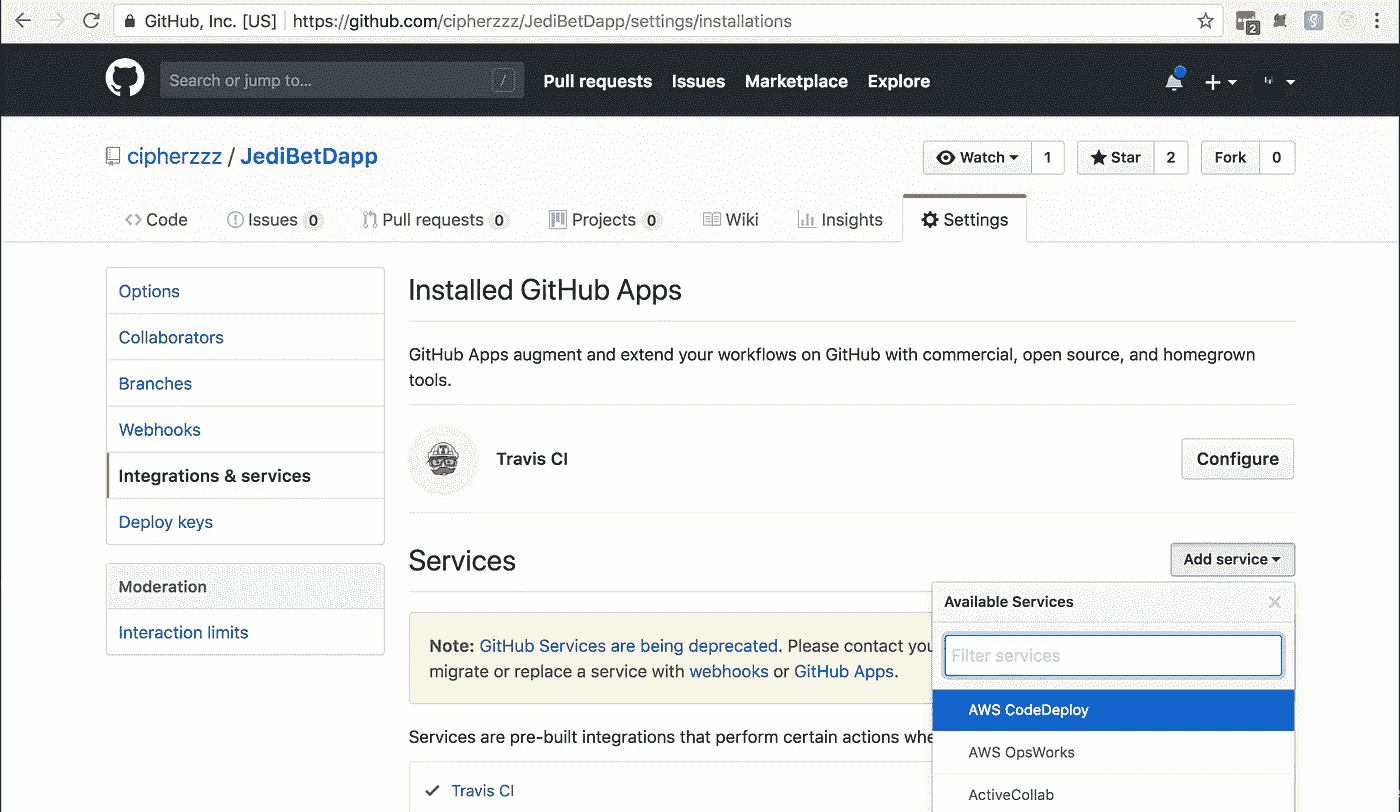 GitHub, Inc. [US] https://github.com/cipherzzz/JediBetDapp/settings/installations
2
Search or jump to... /
Pull requests Issues Marketplace Explore
cipherzzz / JediBetDapp
Watch 1 Star 2 Fork 0
Code Issues 0 Pull requests 0 Projects 0 Wiki Insights Settings
Options
Collaborators
Branches
Webhooks
Integrations & services
Deploy keys
Moderation
Interaction limits
Installed GitHub Apps
GitHub Apps augment and extend your workflows on GitHub with commercial, open source, and homegrown
tools.
Travis CI Configure
Services Add service
Note: GitHub Services are being deprecated. Please contact you
migrate or replace a service with webhooks or GitHub Apps.
Services are pre-built integrations that perform certain actions whe
Travis CI
Available Services
Filter services
AWS CodeDeploy
AWS OpsWorks
ActiveCollab